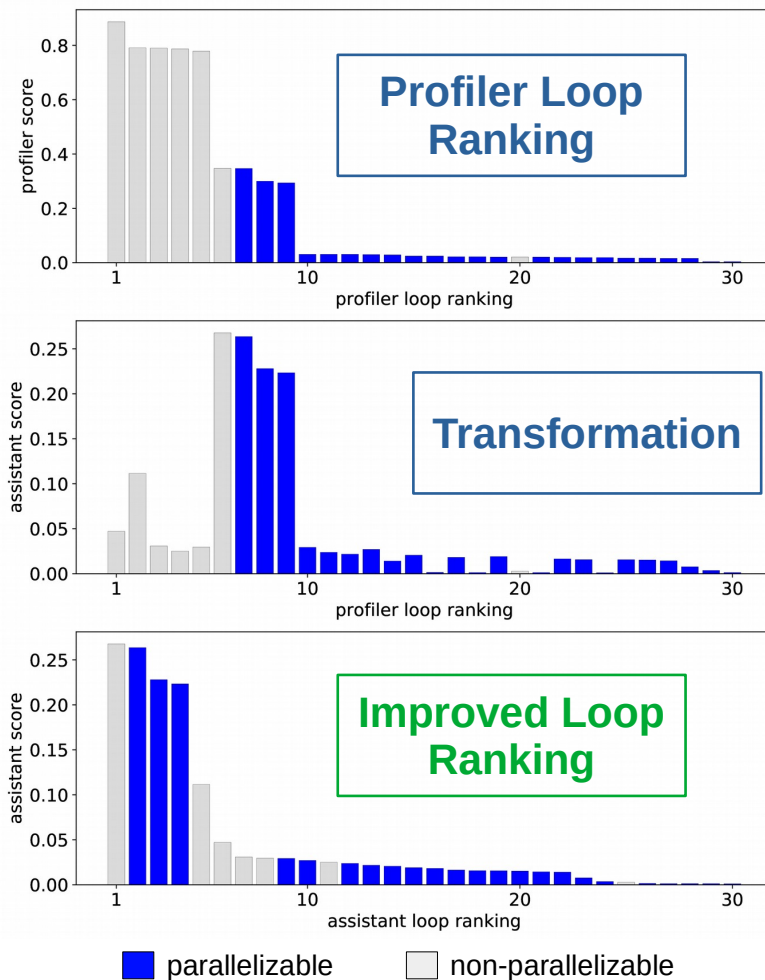 0.8
0.6
0.4
0.2
0.0
profiler score
Profiler Loop
Ranking
1 10 20 30
profiler loop ranking
0.25
0.20
0.15
0.10
0.05
0.00
assistant score
Transformation
1 10 20 30
profiler loop ranking
0.25
0.20
0.15
0.10
0.05
0.00
assistant score
Improved Loop
Ranking
1 10 20 30
assistant loop ranking
parallelizable non-parallelizable